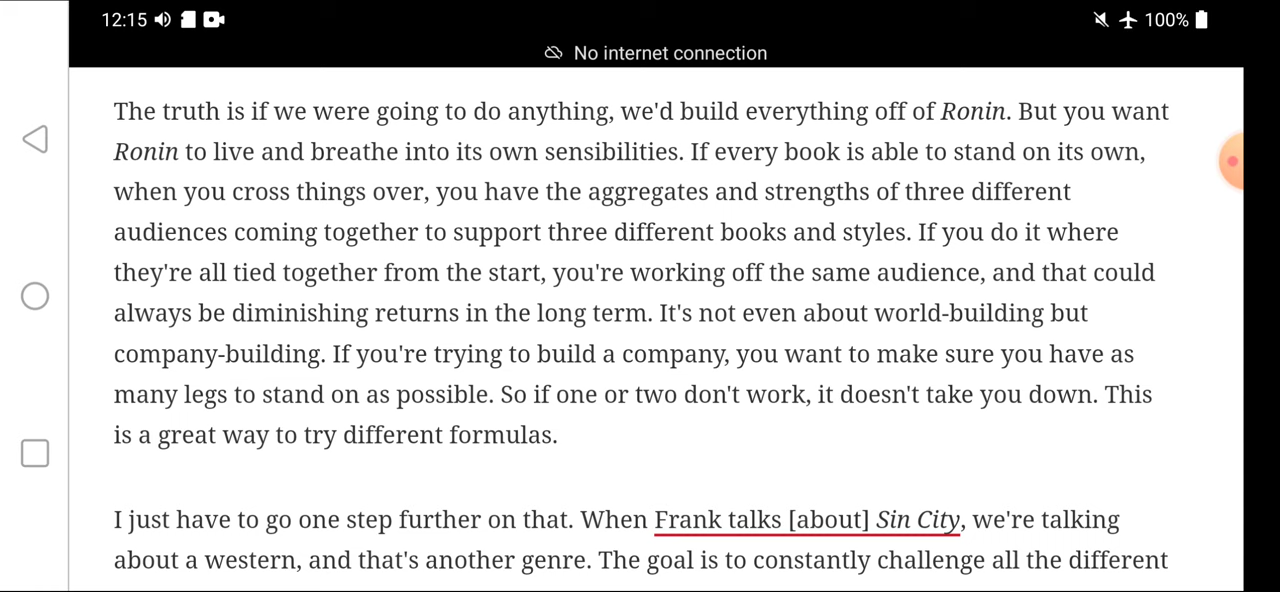 12:15
100%
No internet connection
The truth is if we were going to do anything, we'd build everything off of Ronin. But you want
Ronin to live and breathe into its own sensibilities. If every book is able to stand on its own,
when you cross things over, you have the aggregates and strengths of three different
audiences coming together to support three different books and styles. If you do it where
they're all tied together from the start, you're working off the same audience, and that could
always be diminishing returns in the long term. It's not even about world-building but
company-building. If you're trying to build a company, you want to make sure you have as
many legs to stand on as possible. So if one or two don't work, it doesn't take you down. This
is a great way to try different formulas.
I just have to go one step further on that. When Frank talks [about] Sin City, we're talking
about a western, and that's another genre. The goal is to constantly challenge all the different